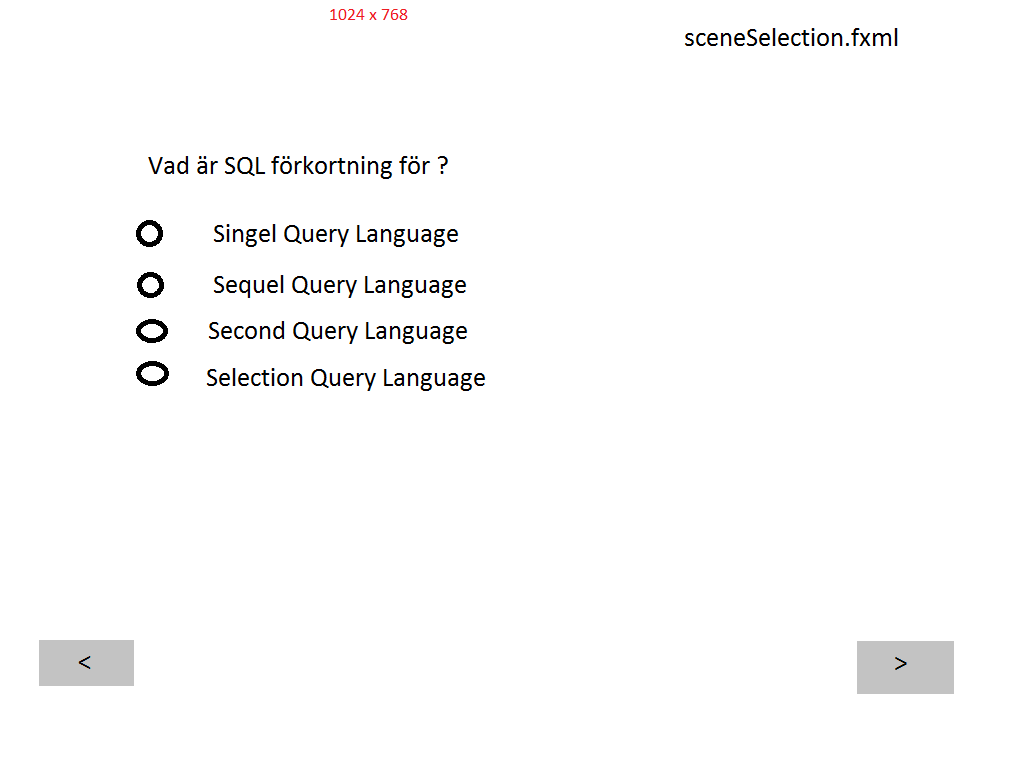 1024 x 768
sceneSelection.fxml
Vad är SQL förkortning för ?
Singel Query Language
Sequel Query Language
Second Query Language
Selection Query Language
<
>